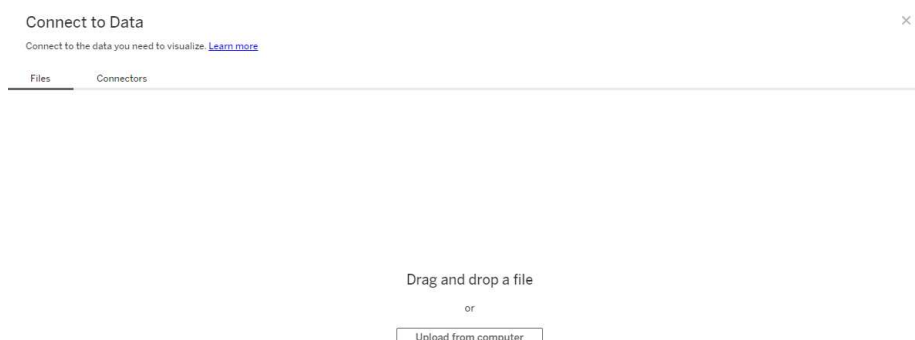 Connect to Data
Connect to the data you need to visualize. Learn more
Files Connectors
Drag and drop a file
or
Upload from computer